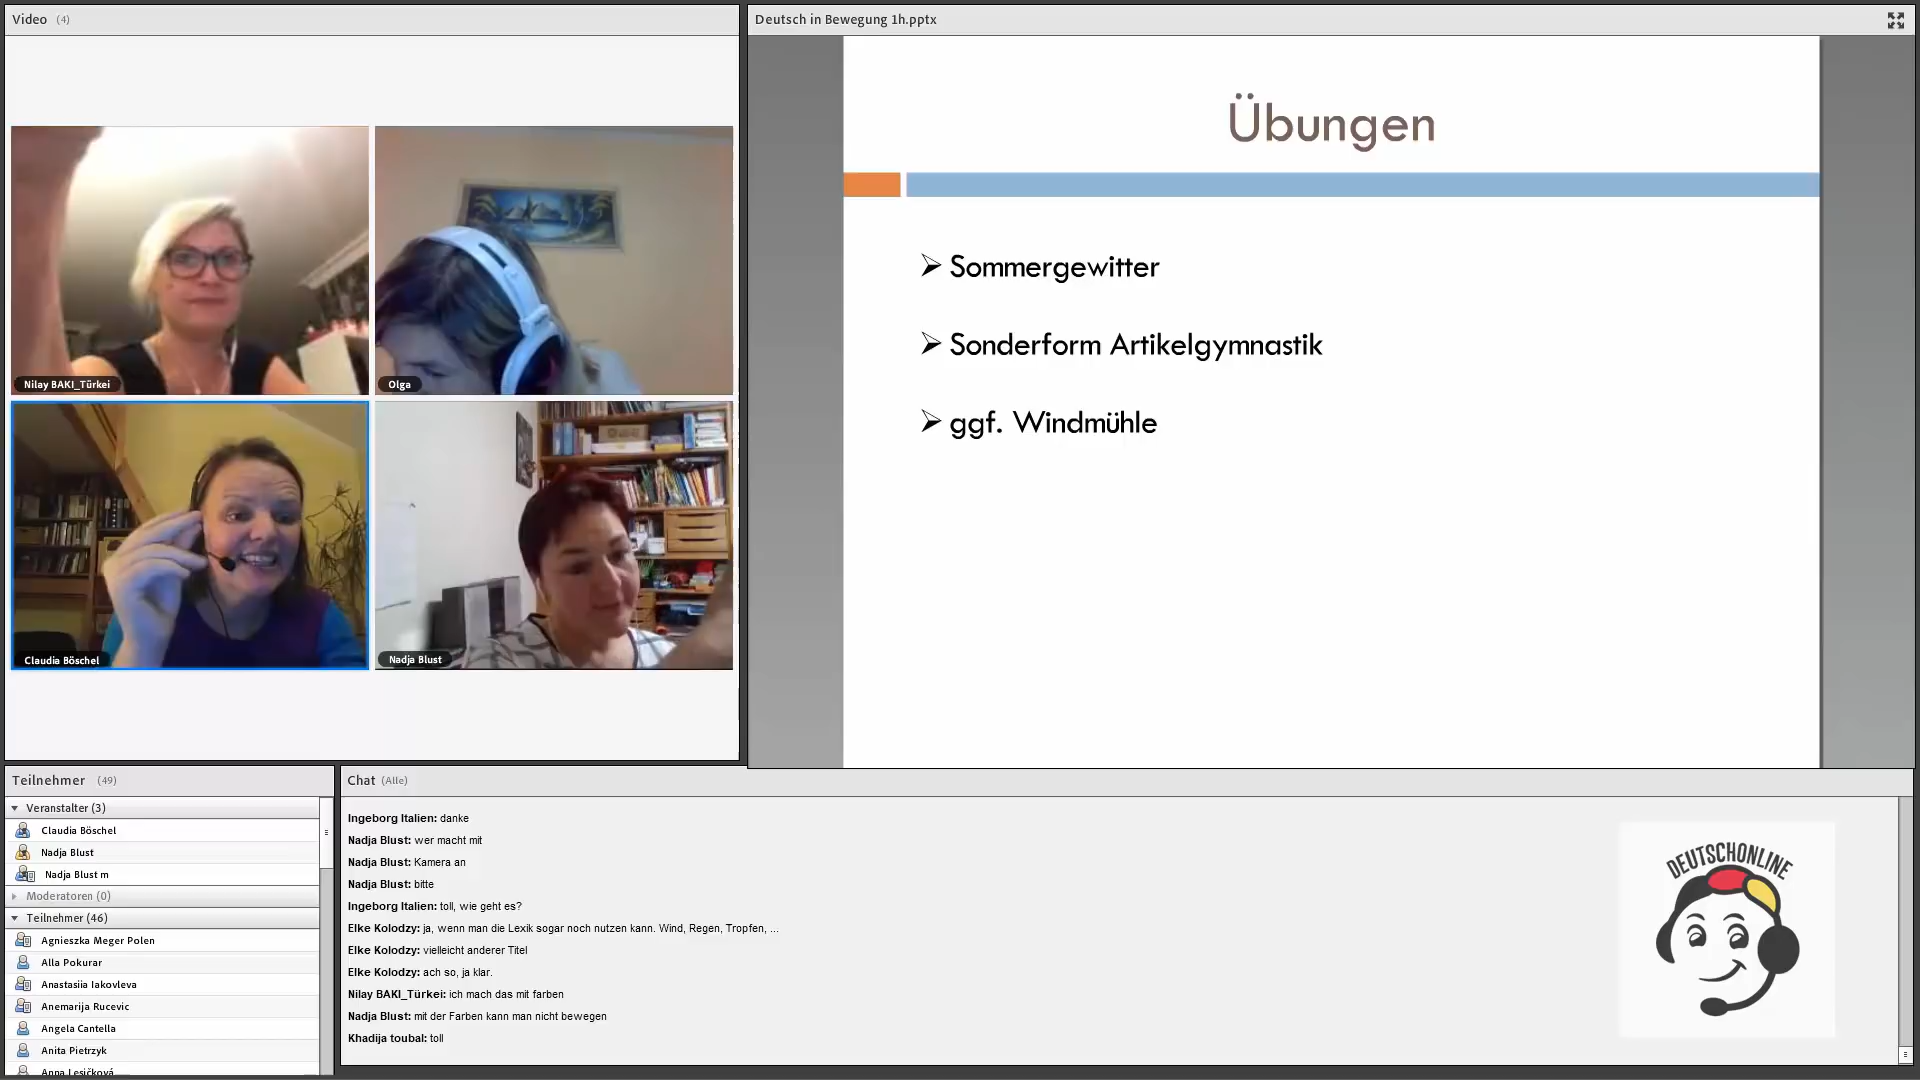 Video (4)
Nilay BAKI_Türkei
Olga
Claudia Böschel
Nadja Blust
Deutsch in Bewegung 1h.pptx
Übungen
Sommergewitter
Sonderform Artikelgymnastik
ggf. Windmühle
Teilnehmer (49)
Veranstalter (3)
Claudia Böschel
Nadja Blust
Nadja Blust m
Moderatoren (0)
Teilnehmer (46)
Agnieszka Meger Polen
Alla Pokurar
Anastasiia Iakovleva
Anemarija Rucevic
Angela Cantella
Anita Pietrzyk
Anna Lesičková
Chat (Alle)
Ingeborg Italien: danke
Nadja Blust: wer macht mit
Nadja Blust: Kamera an
Nadja Blust: bitte
Ingeborg Italien: toll, wie geht es?
Elke Kolodzy: ja, wenn man die Lexik sogar noch nutzen kann. Wind, Regen, Tropfen, ...
Elke Kolodzy: vielleicht anderer Titel
Elke Kolodzy: ach so, ja klar.
Nilay BAKI_Türkei: ich mach das mit farben
Nadja Blust: mit der Farben kann man nicht bewegen
Khadija toubal: toll
DEUTSCHONLINE